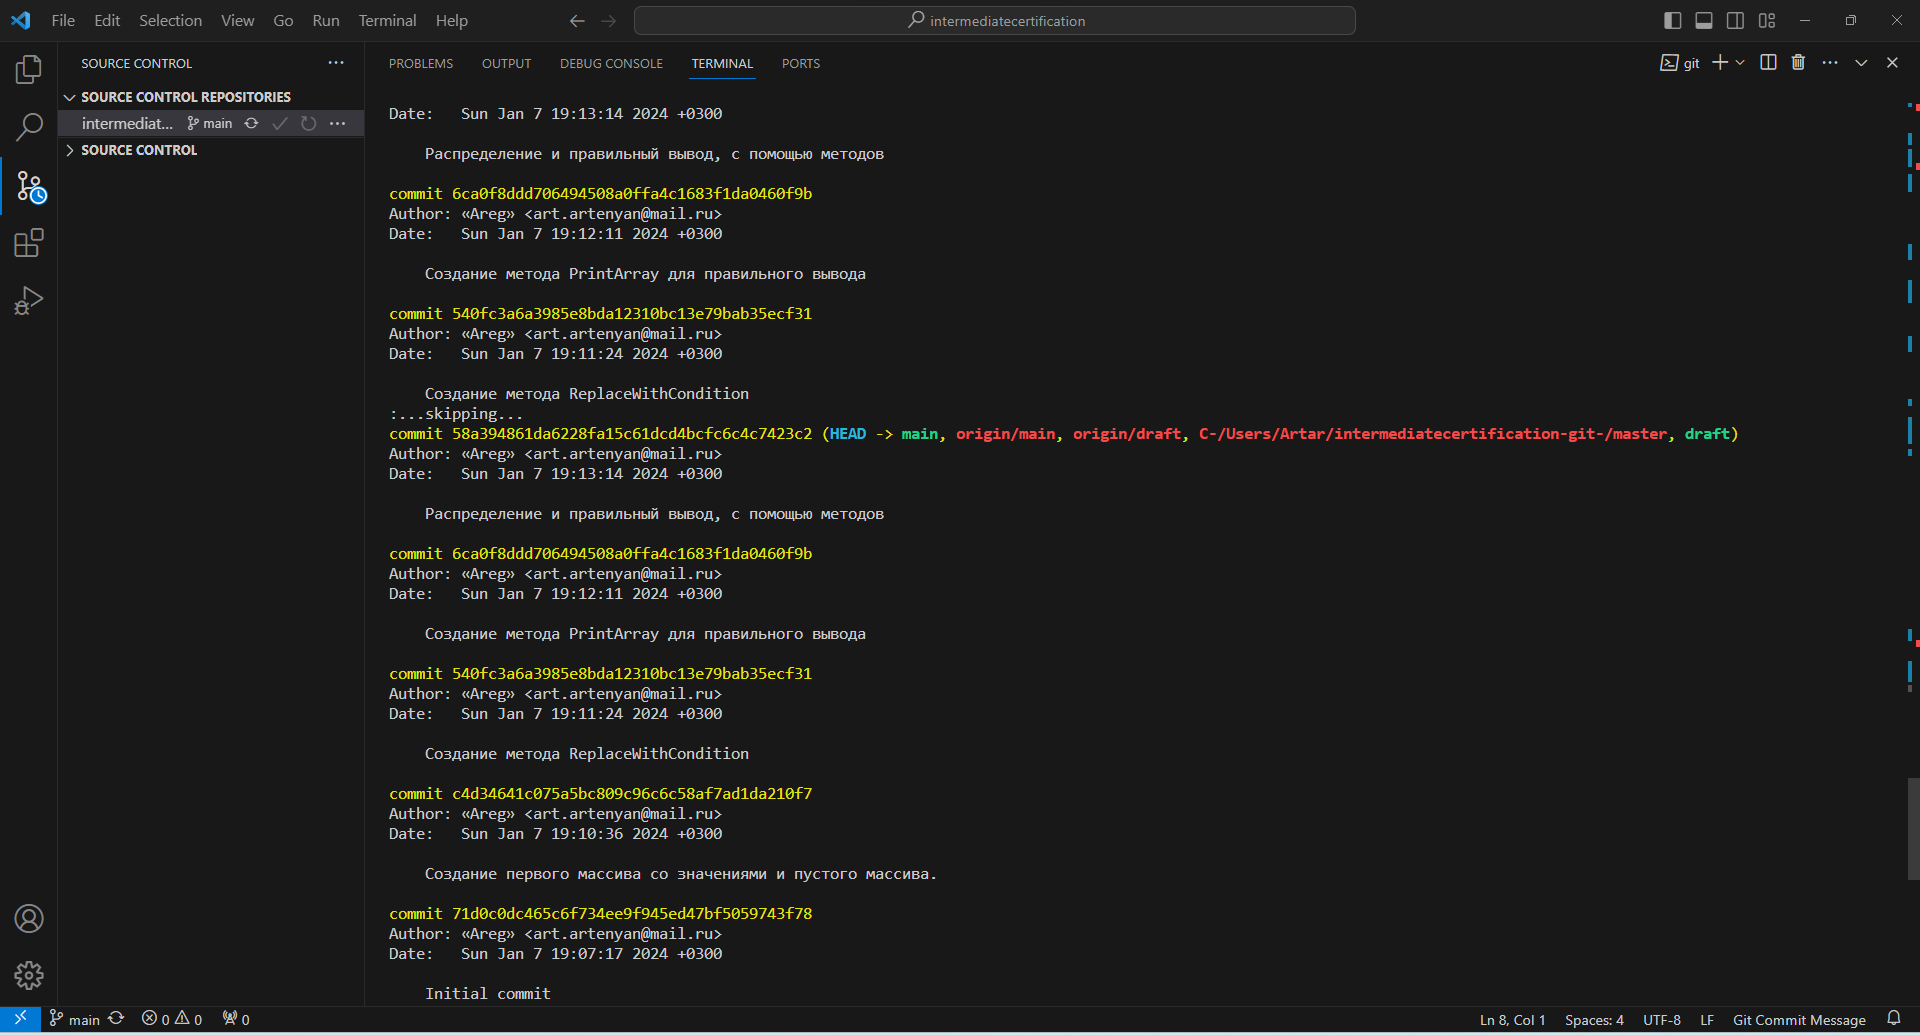 File Edit Selection View Go Run Terminal Help
intermediatecertification
SOURCE CONTROL
SOURCE CONTROL REPOSITORIES
intermediat... main
SOURCE CONTROL
PROBLEMS OUTPUT DEBUG CONSOLE TERMINAL PORTS
git
Date:   Sun Jan 7 19:13:14 2024 +0300
Распределение и правильный вывод, с помощью методов
commit 6ca0f8ddd706494508a0ffa4c1683f1da0460f9b
Author: «Areg» <art.artenyan@mail.ru>
Date:   Sun Jan 7 19:12:11 2024 +0300
Создание метода PrintArray для правильного вывода
commit 540fc3a6a3985e8bda12310bc13e79bab35ecf31
Author: «Areg» <art.artenyan@mail.ru>
Date:   Sun Jan 7 19:11:24 2024 +0300
Создание метода ReplaceWithCondition
:...skipping...
commit 58a394861da6228fa15c61dcd4bcfc6c4c7423c2 (HEAD -> main, origin/main, origin/draft, C-/Users/Artar/intermediatecertification-git-/master, draft)
Author: «Areg» <art.artenyan@mail.ru>
Date:   Sun Jan 7 19:13:14 2024 +0300
Распределение и правильный вывод, с помощью методов
commit 6ca0f8ddd706494508a0ffa4c1683f1da0460f9b
Author: «Areg» <art.artenyan@mail.ru>
Date:   Sun Jan 7 19:12:11 2024 +0300
Создание метода PrintArray для правильного вывода
commit 540fc3a6a3985e8bda12310bc13e79bab35ecf31
Author: «Areg» <art.artenyan@mail.ru>
Date:   Sun Jan 7 19:11:24 2024 +0300
Создание метода ReplaceWithCondition
commit c4d34641c075a5bc809c96c6c58af7ad1da210f7
Author: «Areg» <art.artenyan@mail.ru>
Date:   Sun Jan 7 19:10:36 2024 +0300
Создание первого массива со значениями и пустого массива.
commit 71d0c0dc465c6f734ee9f945ed47bf5059743f78
Author: «Areg» <art.artenyan@mail.ru>
Date:   Sun Jan 7 19:07:17 2024 +0300
Initial commit
main 0 0 0 Ln 8, Col 1 Spaces: 4 UTF-8 LF Git Commit Message